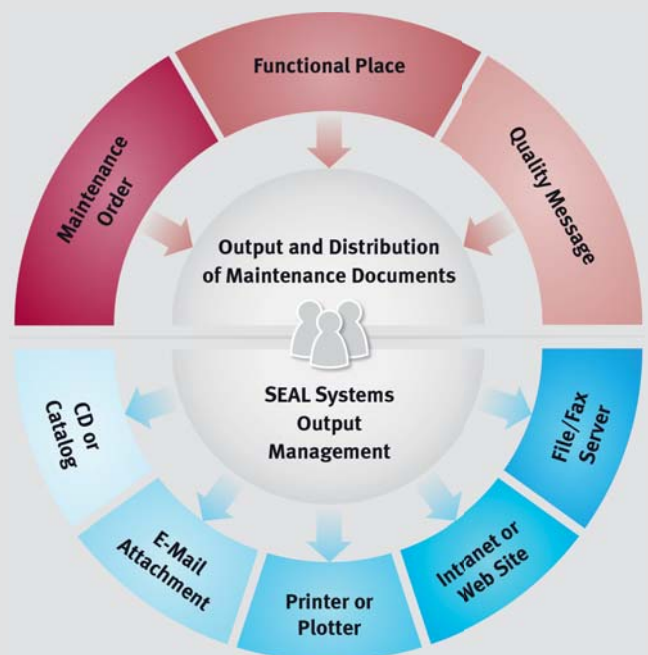 Functional Place
Maintenance
Order
Quality Message
Output and Distribution
of Maintenance Documents
SEAL Systems
Output
Management
CD or
Catalog
E-Mail
Attachment
Printer or
Plotter
Intranet or
Web Site
File/Fax
Server